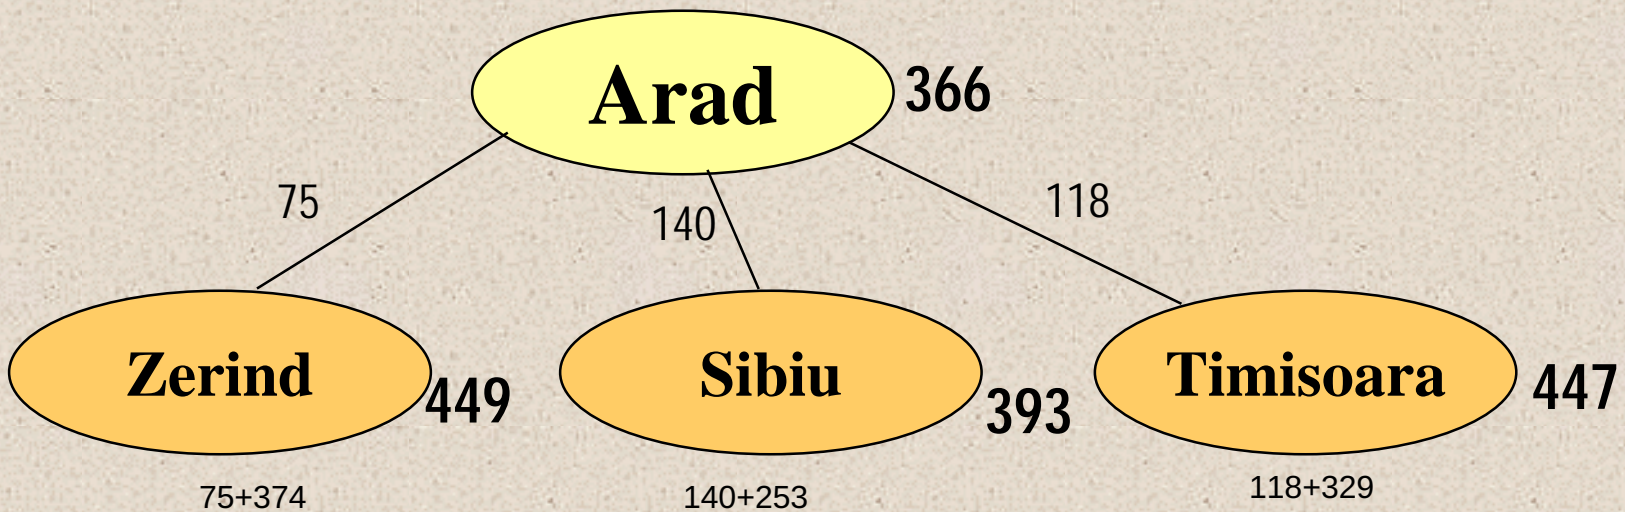 Arad 366
75
140
118
Zerind 449
Sibiu 393
Timisoara 447
75+374
140+253
118+329